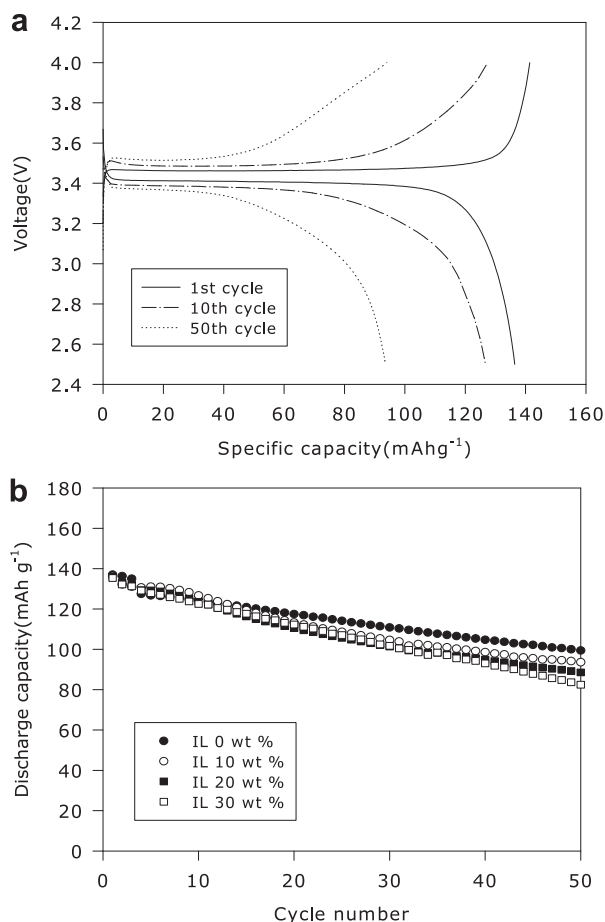 a
4.2
4.0
3.8
3.6
3.4
3.2
3.0
2.8
2.6
2.4
Voltage(V)
1st cycle
10th cycle
50th cycle
0 20 40 60 80 100 120 140 160
Specific capacity(mAhg⁻¹)
b
180
160
140
120
100
80
60
40
20
0
Discharge capacity(mAh g⁻¹)
IL 0 wt %
IL 10 wt %
IL 20 wt %
IL 30 wt %
0 10 20 30 40 50
Cycle number